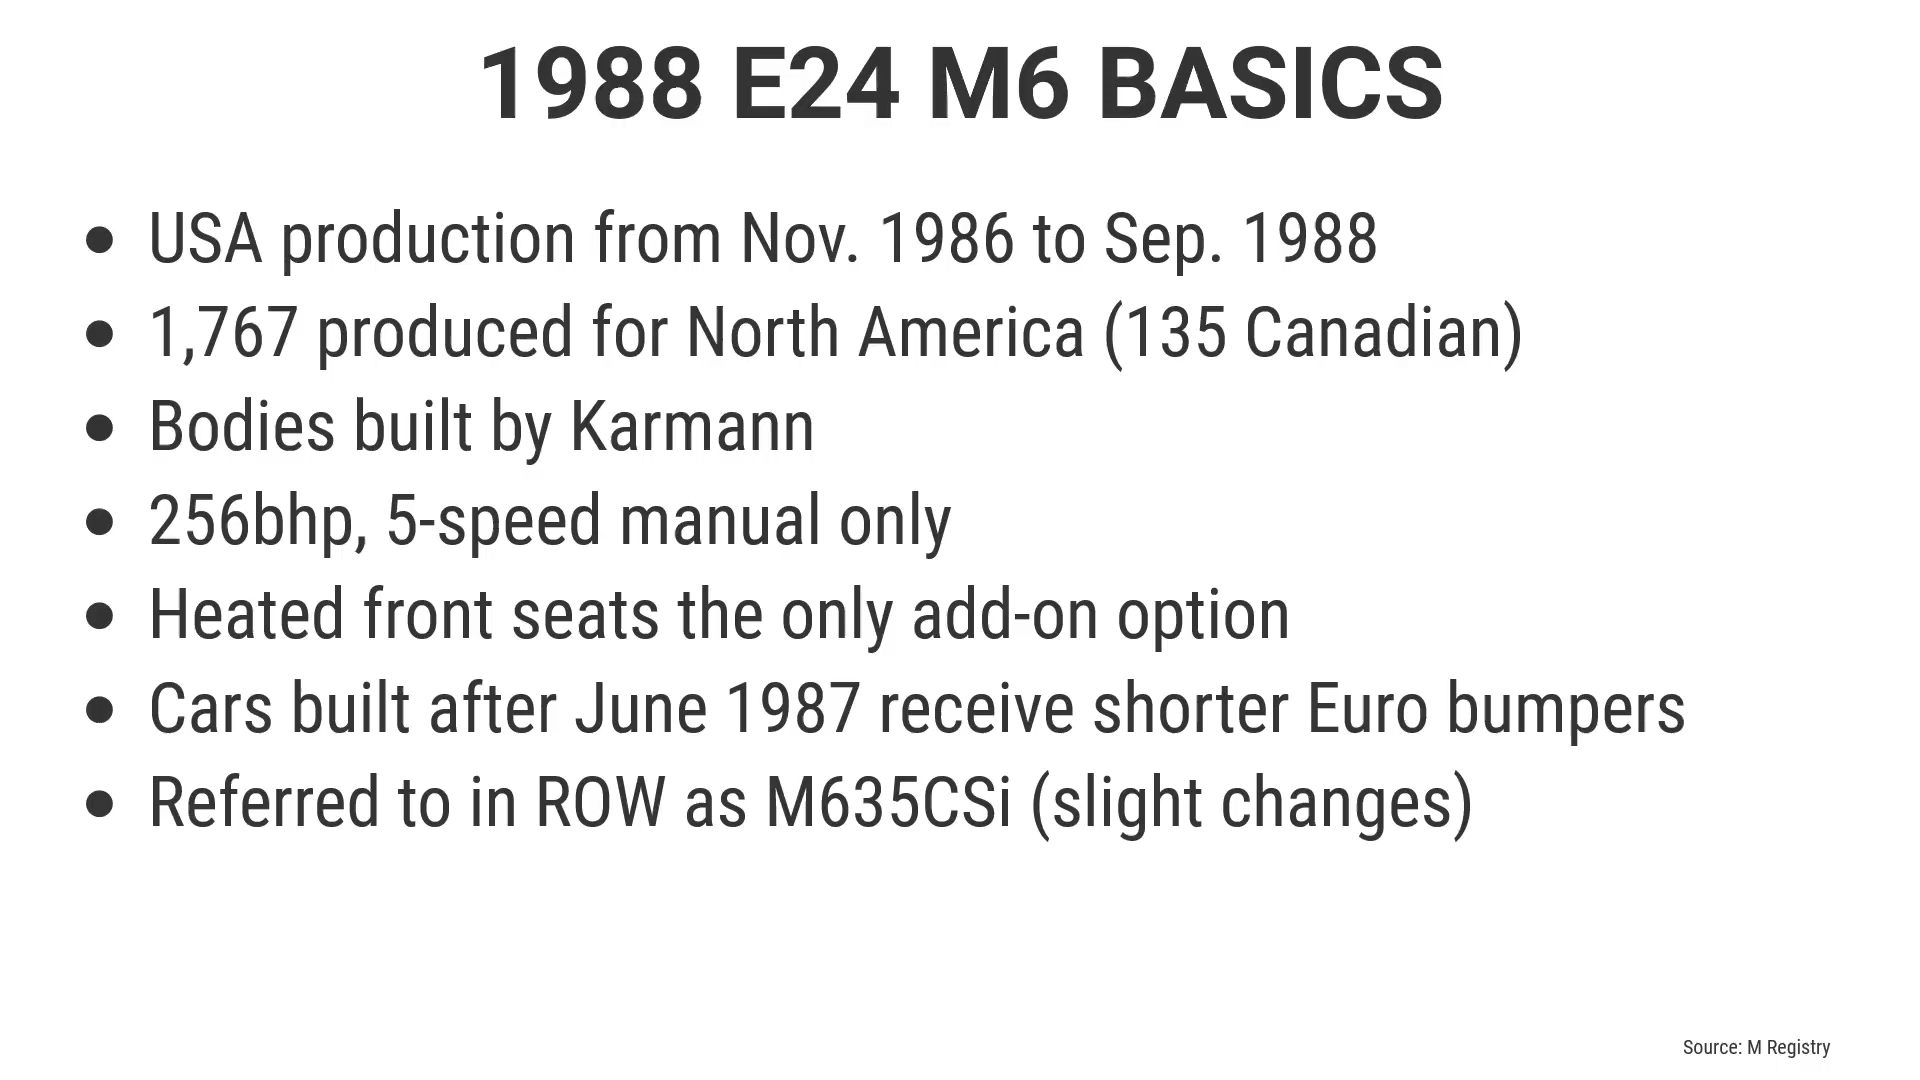 1988 E24 M6 BASICS
● USA production from Nov. 1986 to Sep. 1988
● 1,767 produced for North America (135 Canadian)
● Bodies built by Karmann
● 256bhp, 5-speed manual only
● Heated front seats the only add-on option
● Cars built after June 1987 receive shorter Euro bumpers
● Referred to in ROW as M635CSi (slight changes)
Source: M Registry